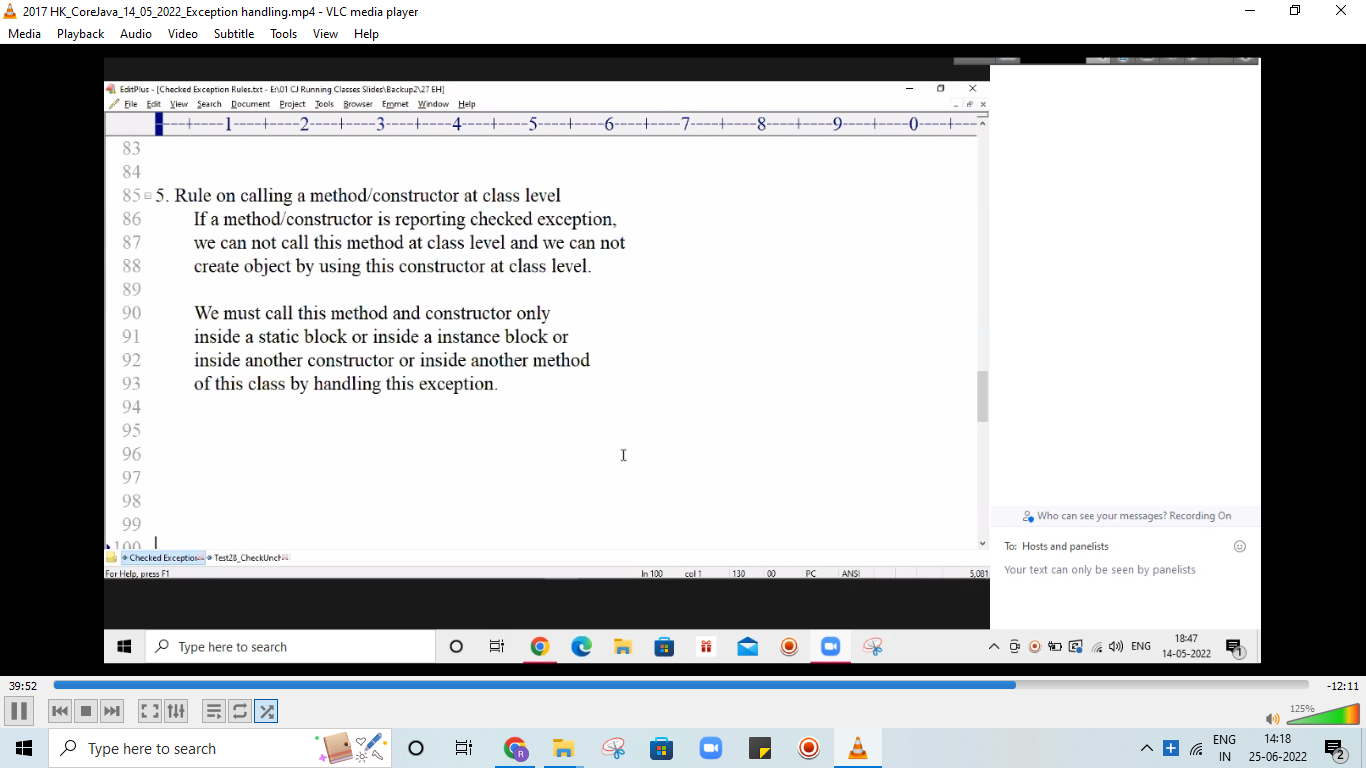 2017 HK_CoreJava_14_05_2022_Exception handling.mp4 - VLC media player
Media Playback Audio Video Subtitle Tools View Help
EditPlus - [Checked Exception Rules.txt - E:\01 CJ Running Classes Slides\Backup2\27 EH]
File Edit View Search Document Project Tools Browser Emmet Window Help
----+----1----+----2----+----3----+----4----+----5----+----6----+----7----+----8----+----9----+----0----+---
83
84
85 5. Rule on calling a method/constructor at class level
86 If a method/constructor is reporting checked exception,
87 we can not call this method at class level and we can not
88 create object by using this constructor at class level.
89
90 We must call this method and constructor only
91 inside a static block or inside a instance block or
92 inside another constructor or inside another method
93 of this class by handling this exception.
94
95
96
97
98
99
100
Checked Exception Test28_CheckUnch
For Help, press F1 ln 100 col 1 130 00 PC ANSI 5,081
Who can see your messages? Recording On
To: Hosts and panelists
Your text can only be seen by panelists
Type here to search ENG 18:47
14-05-2022 1
39:52 -12:11
125%
Type here to search ENG 14:18
IN 25-06-2022 2